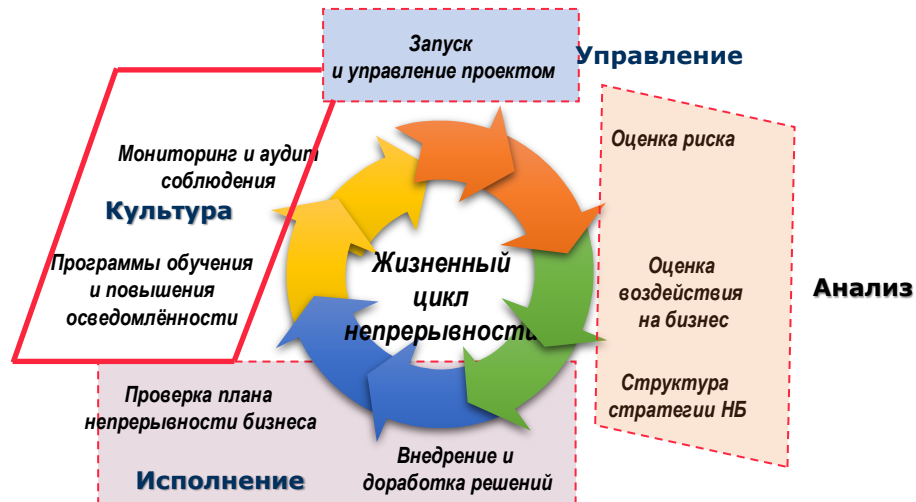 Запуск
и управление проектом
Управление
Оценка риска
Оценка
воздействия
на бизнес
Анализ
Структура
стратегии НБ
Внедрение и
доработка решений
Исполнение
Проверка плана
непрерывности бизнеса
Программы обучения
и повышения
осведомлённости
Культура
Мониторинг и аудит
соблюдения
Жизненный
цикл
непрерывности